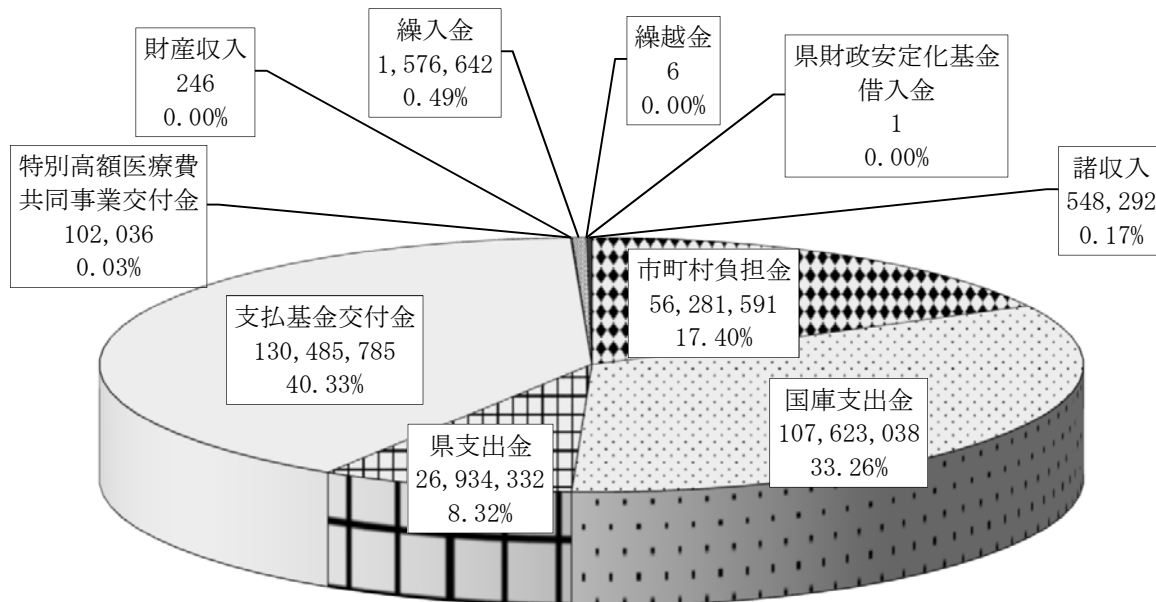 財産収入
246
0.00%
繰入金
1,576,642
0.49%
繰越金
6
0.00%
県財政安定化基金
借入金
1
0.00%
特別高額医療費
共同事業交付金
102,036
0.03%
諸収入
548,292
0.17%
市町村負担金
56,281,591
17.40%
支払基金交付金
130,485,785
40.33%
国庫支出金
107,623,038
33.26%
県支出金
26,934,332
8.32%